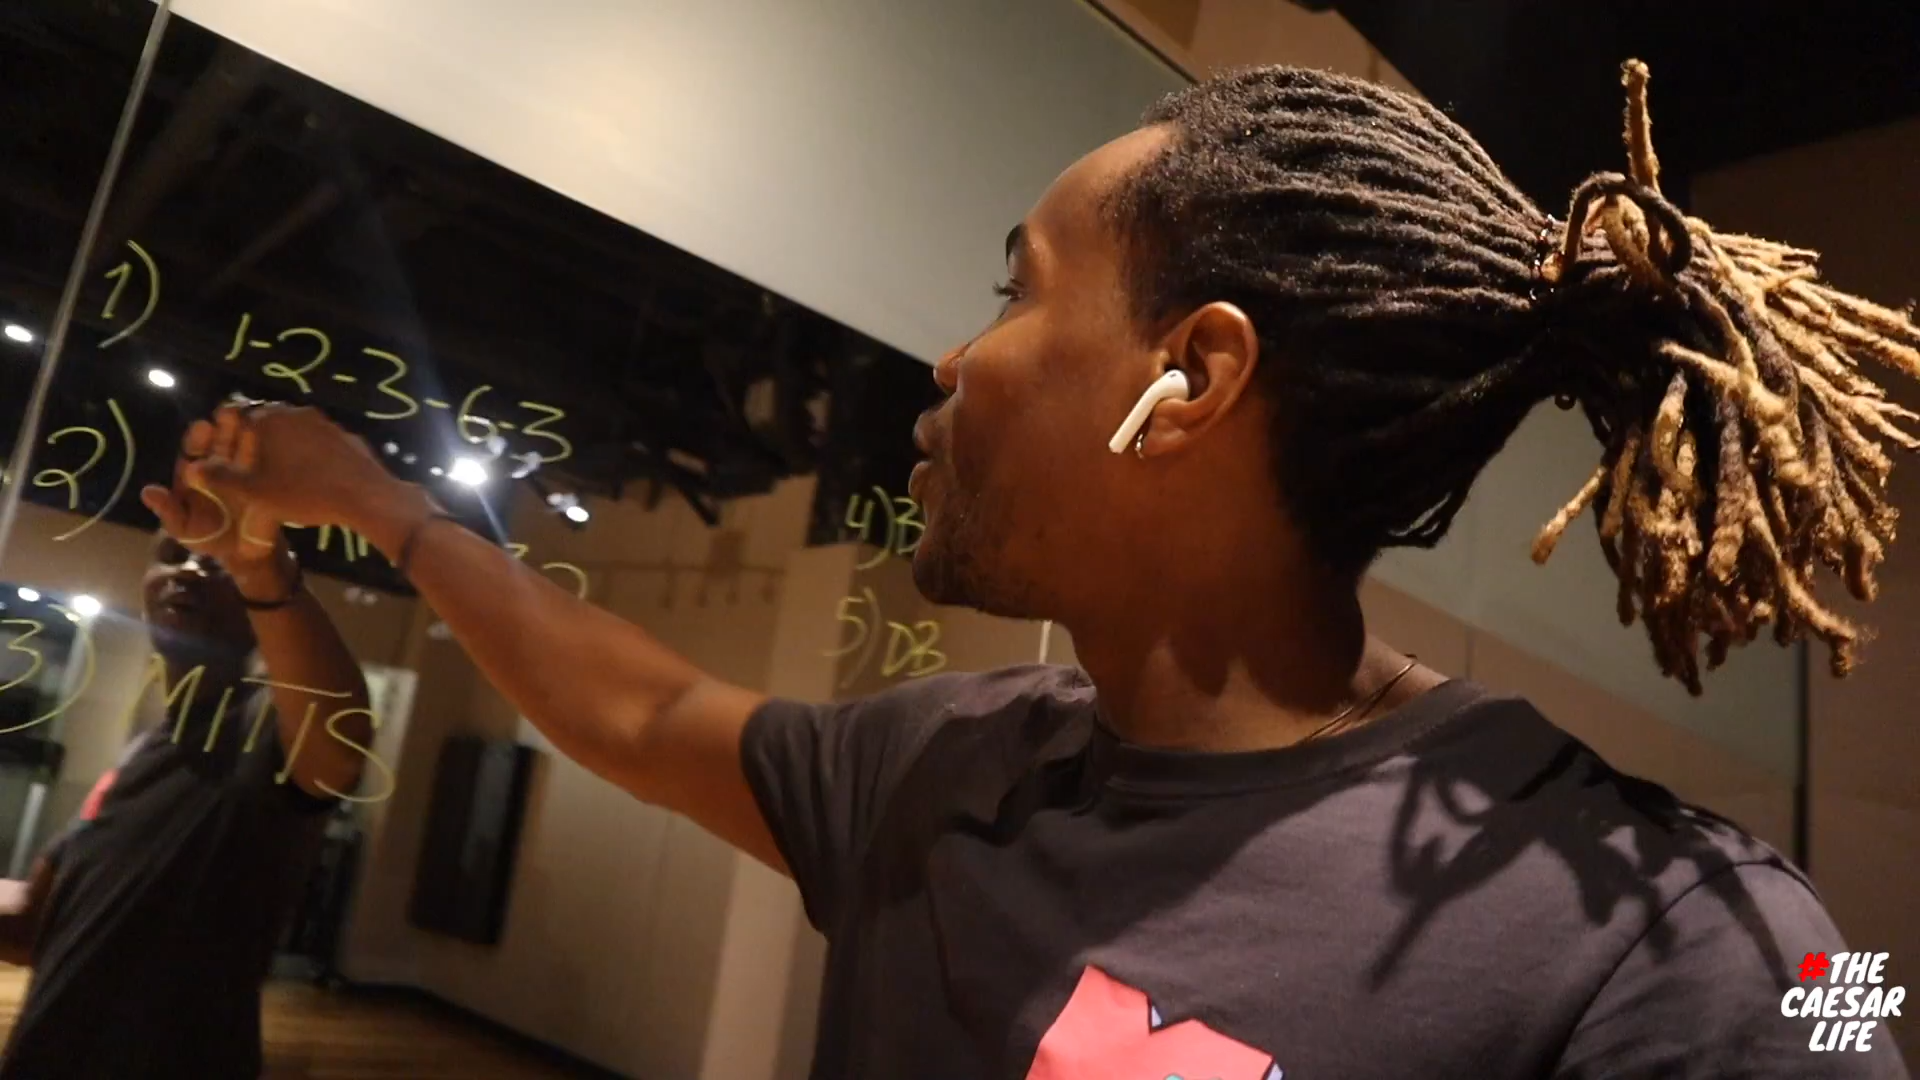 1) 1-2-3-6-3
2)
3) MITTS
4)
5) DB
#THE
CAESAR
LIFE